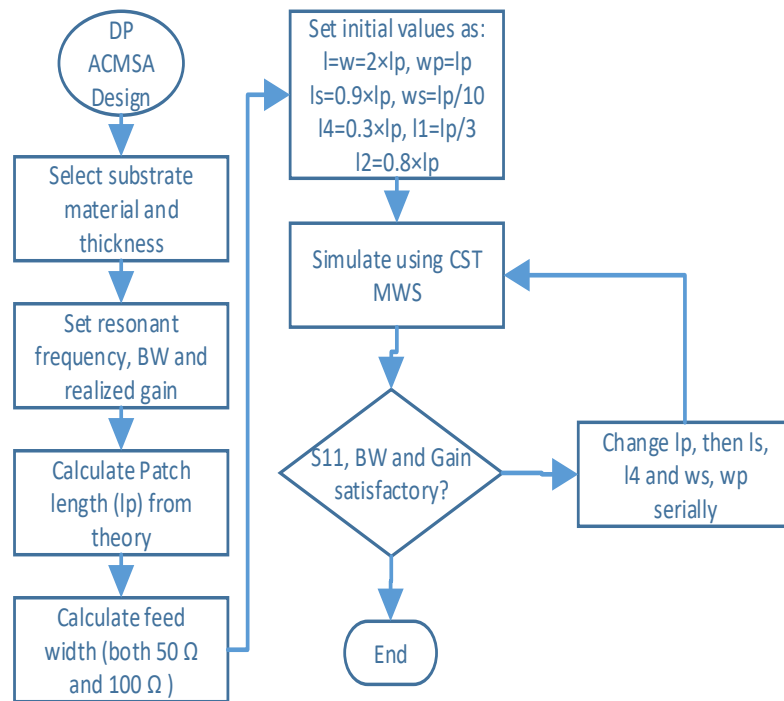 DP
ACMSA
Design
Select substrate
material and
thickness
Set resonant
frequency, BW and
realized gain
Calculate Patch
length (lp) from
theory
Calculate feed
width (both 50 Ω
and 100 Ω )
Set initial values as:
l=w=2×lp, wp=lp
ls=0.9×lp, ws=lp/10
l4=0.3×lp, l1=lp/3
l2=0.8×lp
Simulate using CST
MWS
S11, BW and Gain
satisfactory?
Change lp, then ls,
l4 and ws, wp
serially
End